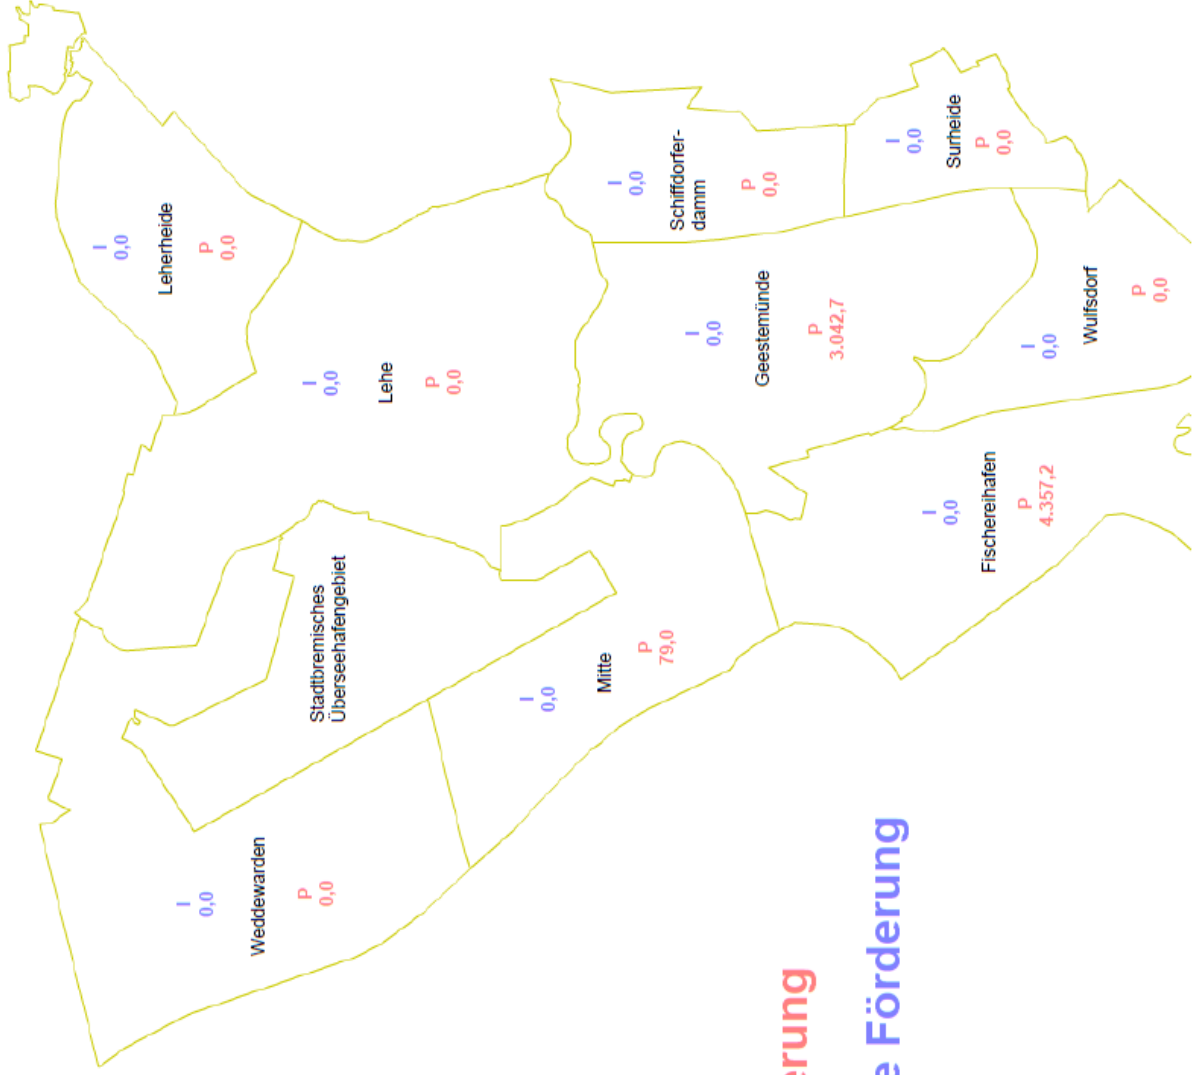 I
0,0
Leherheide
P
0,0
I
0,0
Lehe
P
0,0
Stadtbremisches
Überseehafengebiet
I
0,0
Weddewarden
P
0,0
I
0,0
Mitte
P
79,0
I
0,0
Schiffdorfer-
damm
P
0,0
I
0,0
Surheide
P
0,0
I
0,0
Geestemünde
P
3.042,7
I
0,0
Wulfsdorf
P
0,0
I
0,0
Fischereihafen
P
4.357,2
erung
e Förderung